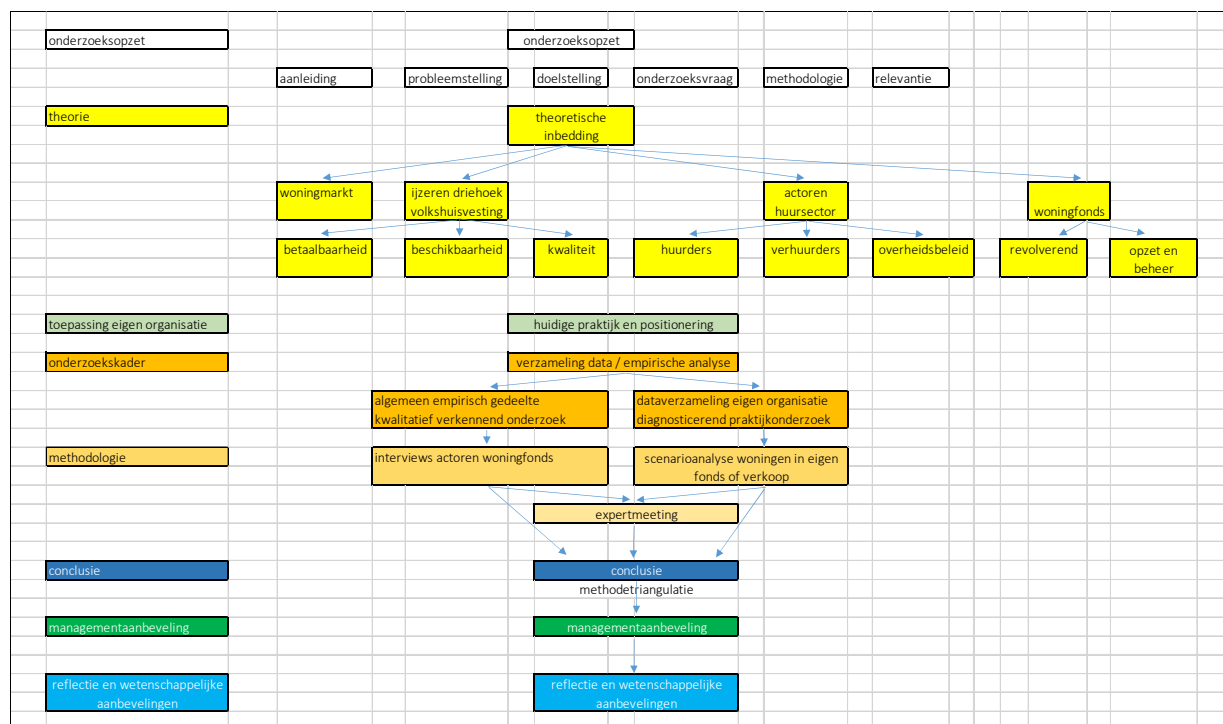 onderzoeksopzet
onderzoeksopzet
aanleiding
probleemstelling
doelstelling
onderzoeksvraag
methodologie
relevantie
theorie
theoretische
inbedding
woningmarkt
ijzeren driehoek
volkshuisvesting
actoren
huursector
woningfonds
betaalbaarheid
beschikbaarheid
kwaliteit
huurders
verhuurders
overheidsbeleid
revolverend
opzet en
beheer
toepassing eigen organisatie
huidige praktijk en positionering
onderzoekskader
verzameling data / empirische analyse
algemeen empirisch gedeelte
kwalitatief verkennend onderzoek
dataverzameling eigen organisatie
diagnosticerend praktijkonderzoek
methodologie
interviews actoren woningfonds
scenarioanalyse woningen in eigen
fonds of verkoop
expertmeeting
conclusie
conclusie
methodetriangulatie
managementaanbeveling
managementaanbeveling
reflectie en wetenschappelijke
aanbevelingen
reflectie en wetenschappelijke
aanbevelingen